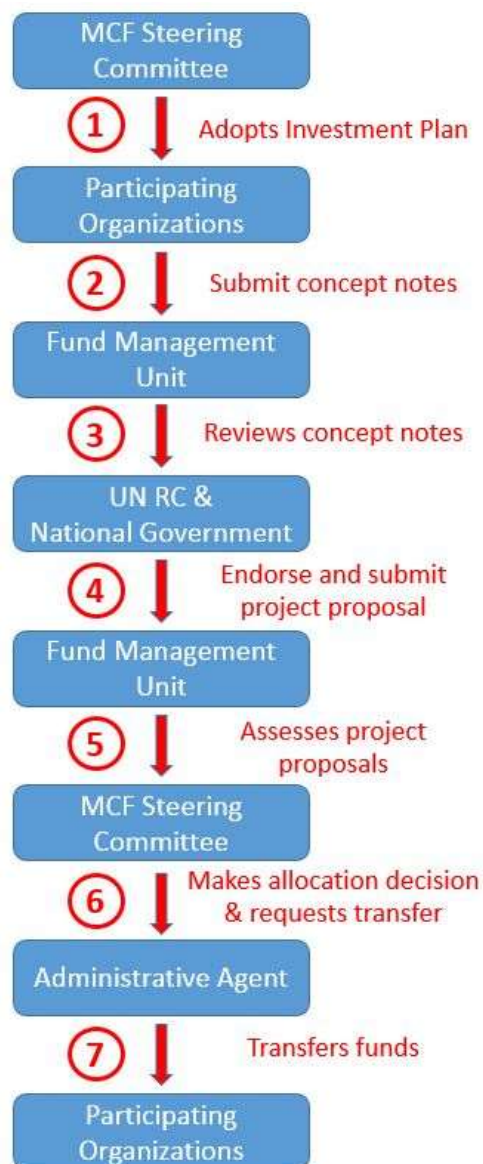 MCF Steering
Committee
1
Adopts Investment Plan
Participating
Organizations
2
Submit concept notes
Fund Management
Unit
3
Reviews concept notes
UN RC &
National Government
4
Endorse and submit
project proposal
Fund Management
Unit
5
Assesses project
proposals
MCF Steering
Committee
6
Makes allocation decision
& requests transfer
Administrative Agent
7
Transfers funds
Participating
Organizations